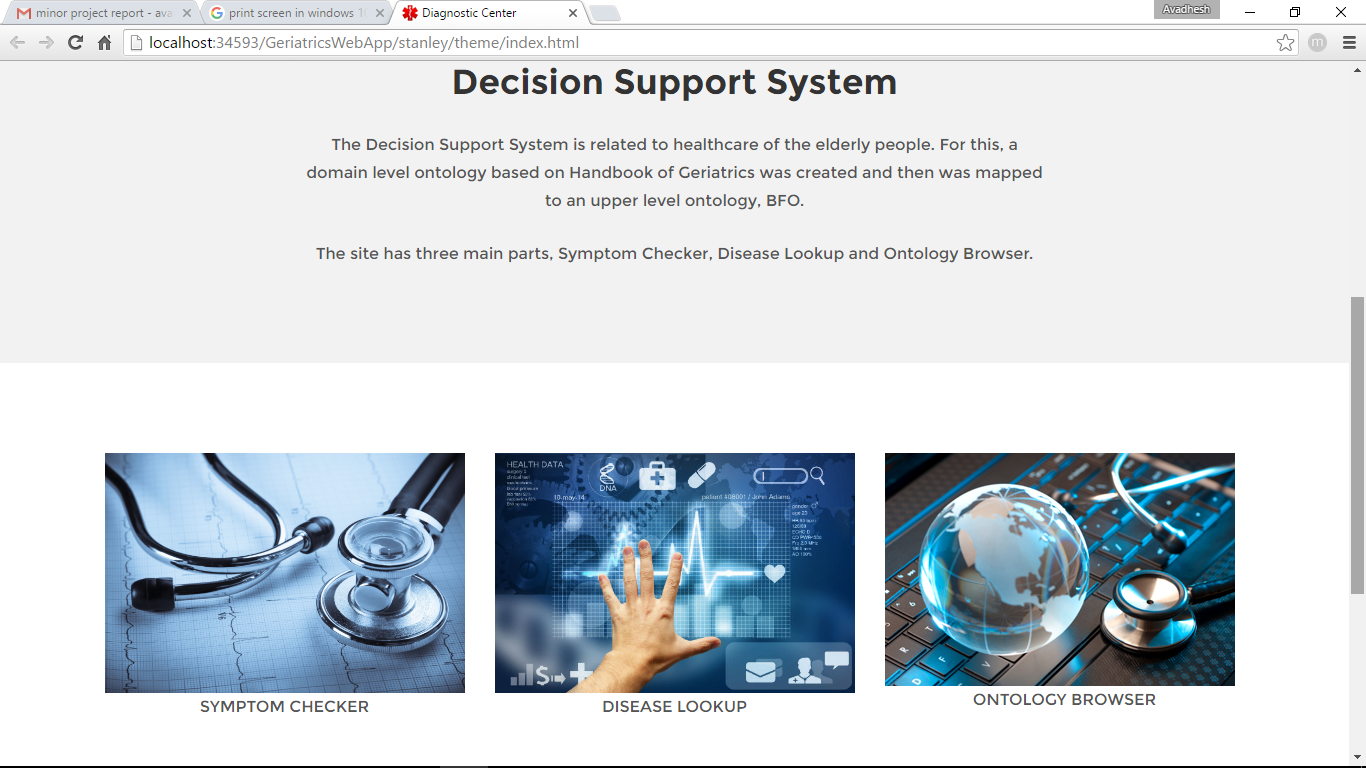 minor project report - ava
print screen in windows 1
Diagnostic Center
Avadhesh
localhost:34593/GeriatricsWebApp/stanley/theme/index.html
m
Decision Support System
The Decision Support System is related to healthcare of the elderly people. For this, a
domain level ontology based on Handbook of Geriatrics was created and then was mapped
to an upper level ontology, BFO.
The site has three main parts, Symptom Checker, Disease Lookup and Ontology Browser.
HEALTH DATA
DNA
10-may-14
patient #08001 / John Adams
SYMPTOM CHECKER
DISEASE LOOKUP
ONTOLOGY BROWSER